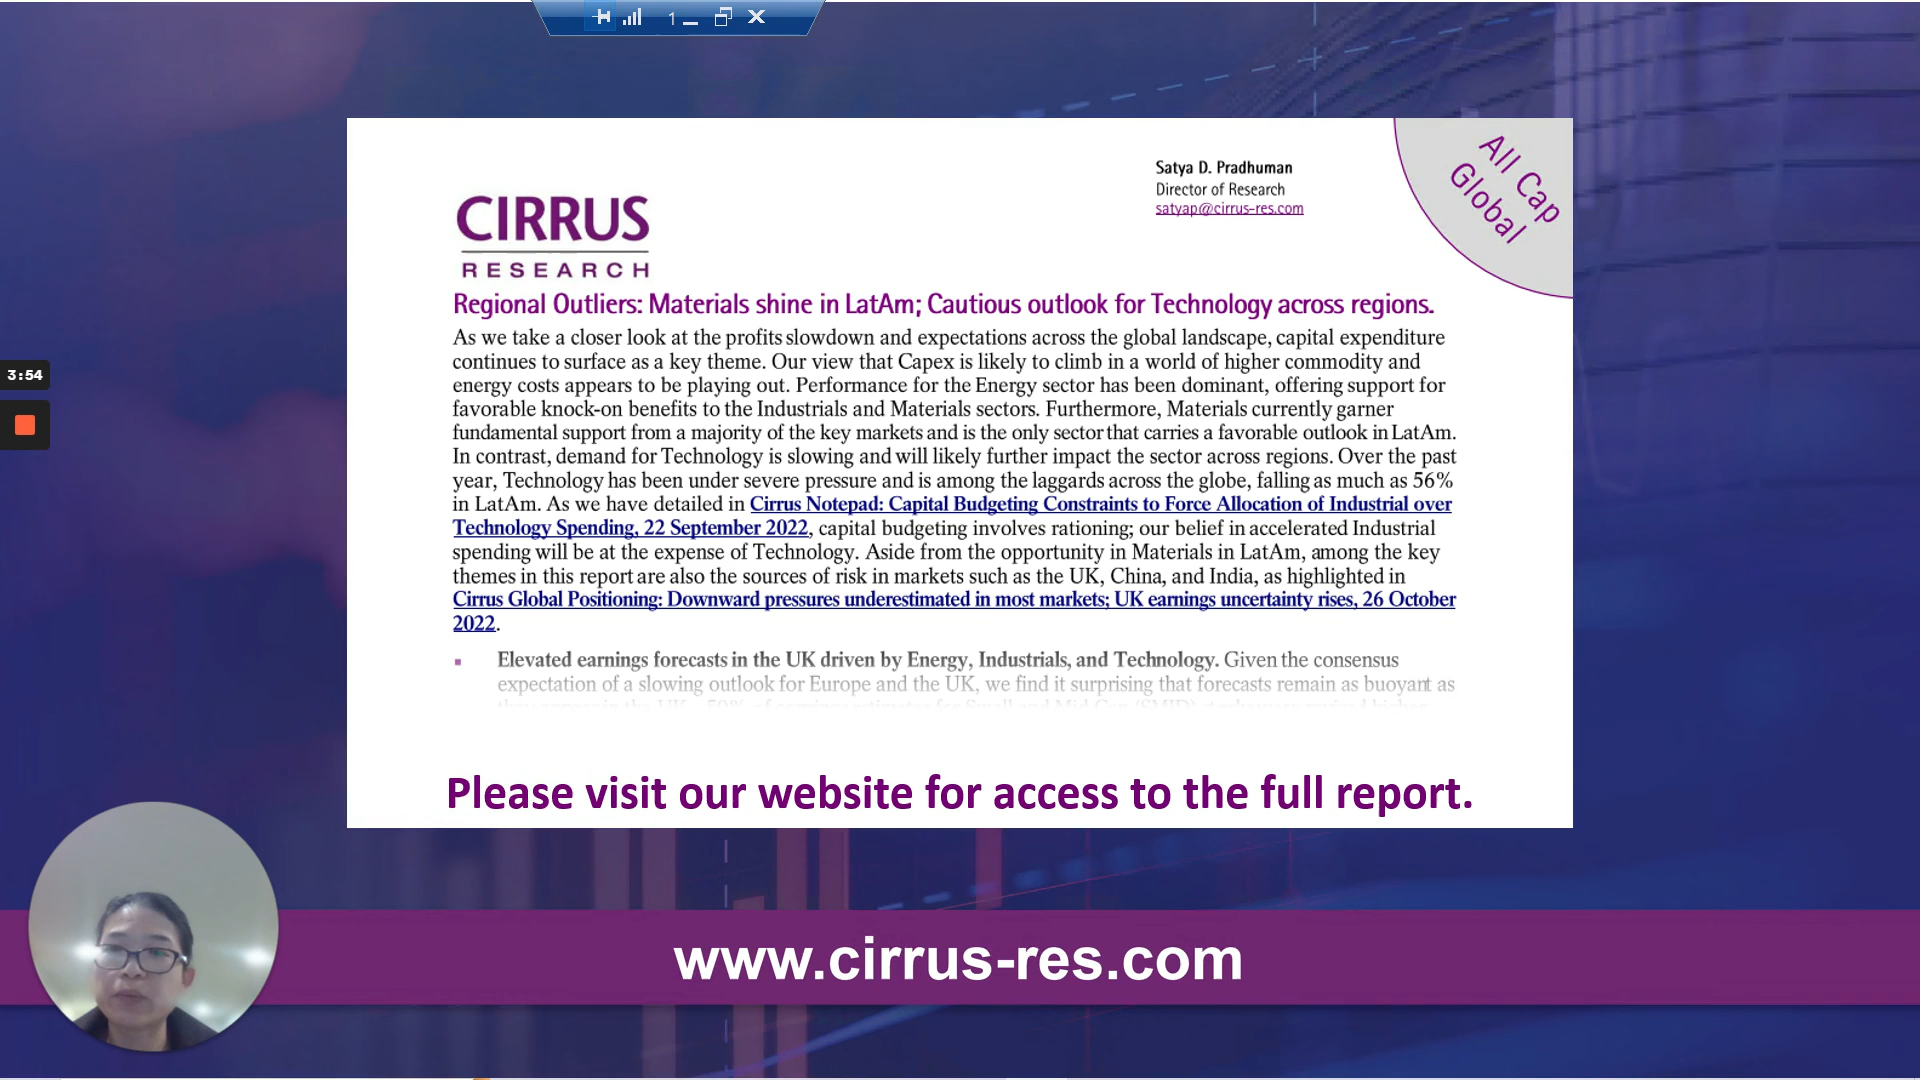 1
All Cap
Global
Satya D. Pradhuman
Director of Research
satyap@cirrus-res.com
CIRRUS
RESEARCH
Regional Outliers: Materials shine in LatAm; Cautious outlook for Technology across regions.
As we take a closer look at the profits slowdown and expectations across the global landscape, capital expenditure
continues to surface as a key theme. Our view that Capex is likely to climb in a world of higher commodity and
energy costs appears to be playing out. Performance for the Energy sector has been dominant, offering support for
favorable knock-on benefits to the Industrials and Materials sectors. Furthermore, Materials currently garner
fundamental support from a majority of the key markets and is the only sector that carries a favorable outlook in LatAm.
In contrast, demand for Technology is slowing and will likely further impact the sector across regions. Over the past
year, Technology has been under severe pressure and is among the laggards across the globe, falling as much as 56%
in LatAm. As we have detailed in Cirrus Notepad: Capital Budgeting Constraints to Force Allocation of Industrial over
Technology Spending, 22 September 2022, capital budgeting involves rationing; our belief in accelerated Industrial
spending will be at the expense of Technology. Aside from the opportunity in Materials in LatAm, among the key
themes in this report are also the sources of risk in markets such as the UK, China, and India, as highlighted in
Cirrus Global Positioning: Downward pressures underestimated in most markets; UK earnings uncertainty rises, 26 October
2022.
3:54
Elevated earnings forecasts in the UK driven by Energy, Industrials, and Technology. Given the consensus
expectation of a slowing outlook for Europe and the UK, we find it surprising that forecasts remain as buoyant as
Please visit our website for access to the full report.
www.cirrus-res.com